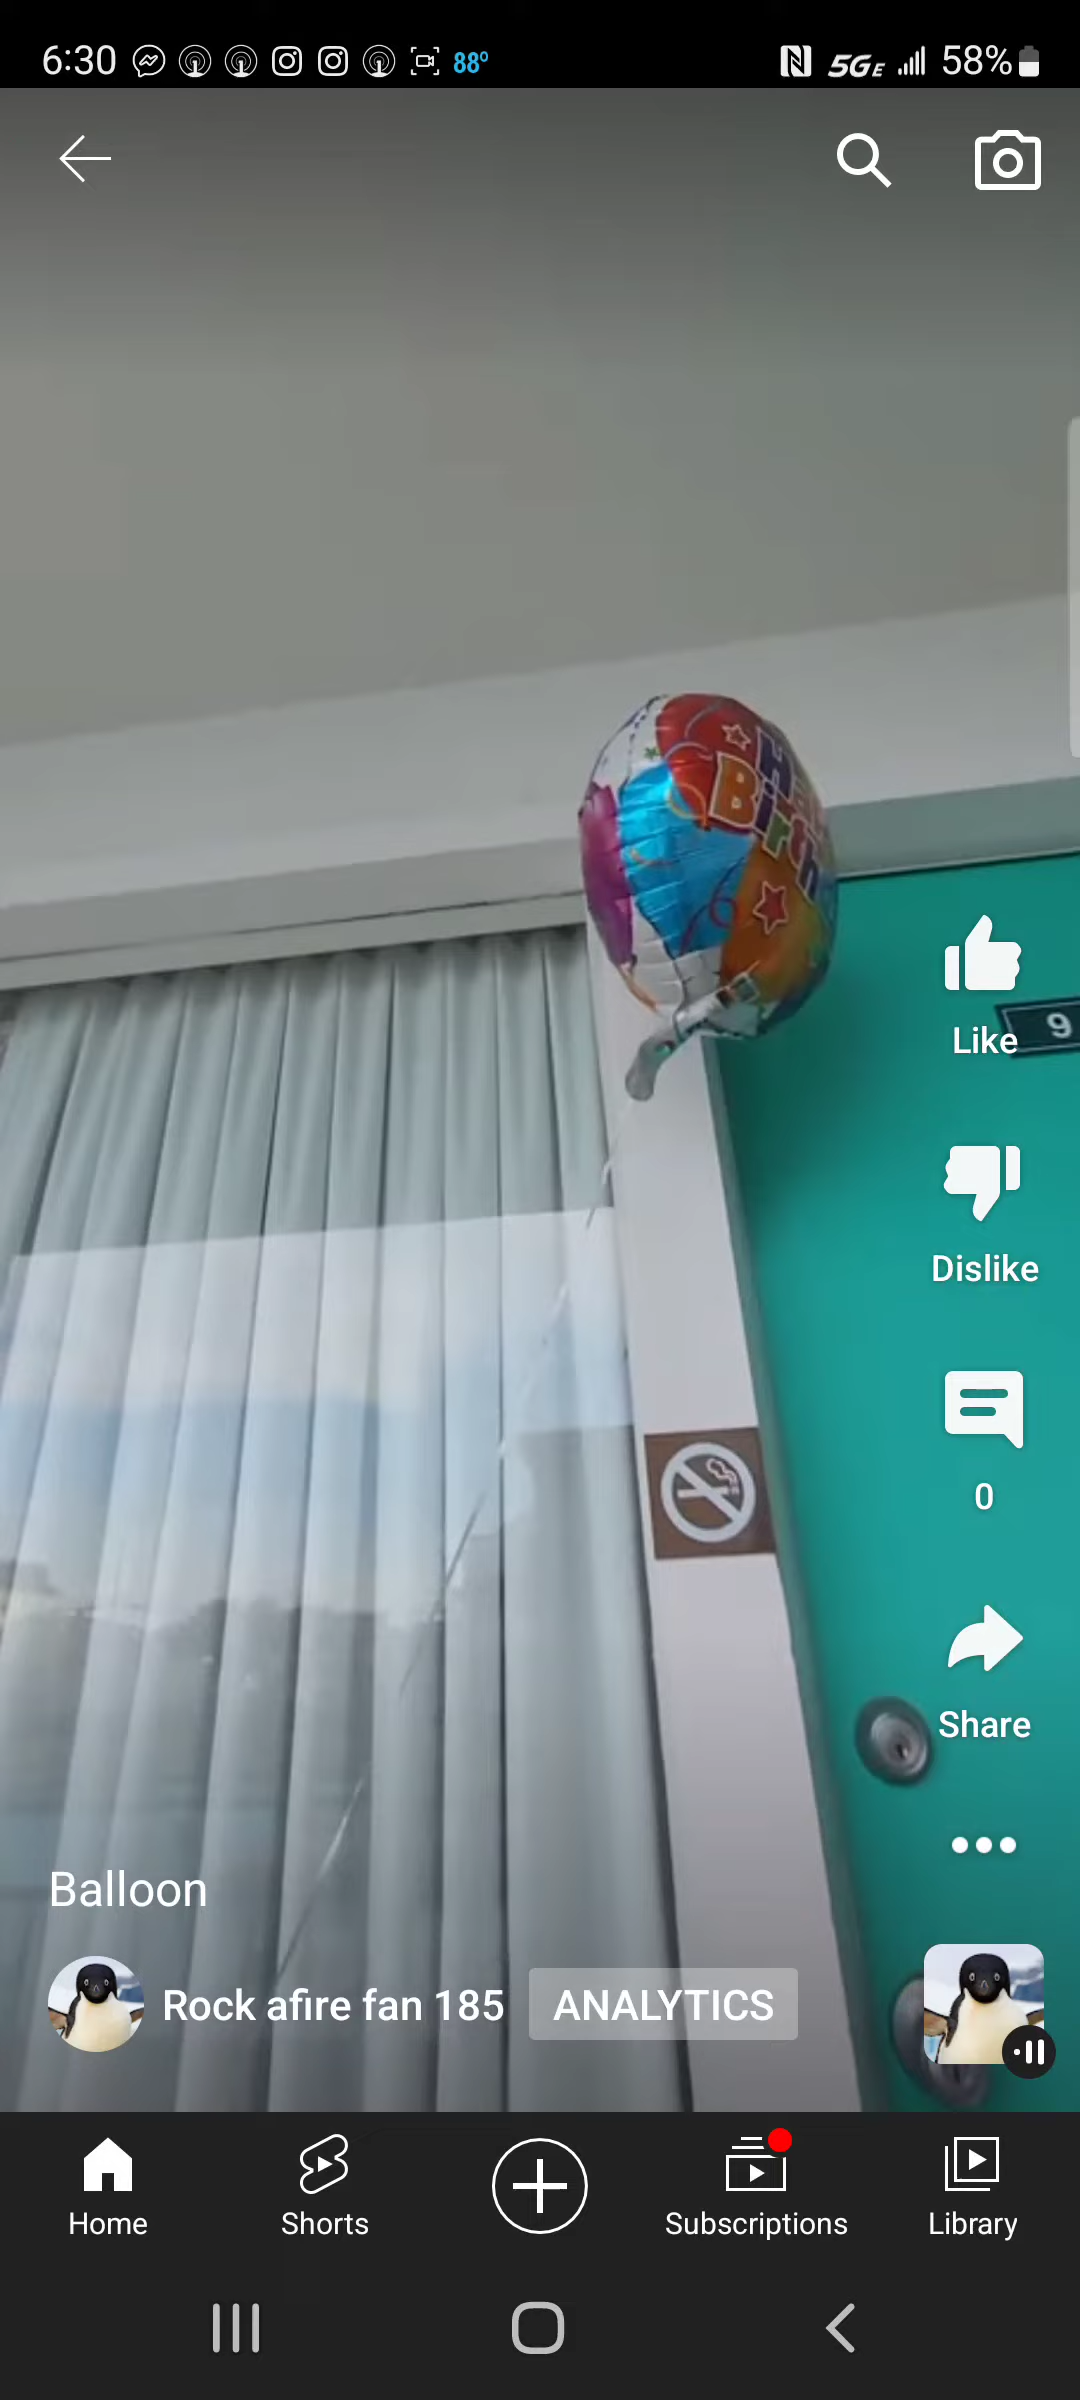 6:30
88°
5GE
58%
Birth
9
Like
Dislike
0
Share
Balloon
Rock afire fan 185
ANALYTICS
Home
Shorts
Subscriptions
Library